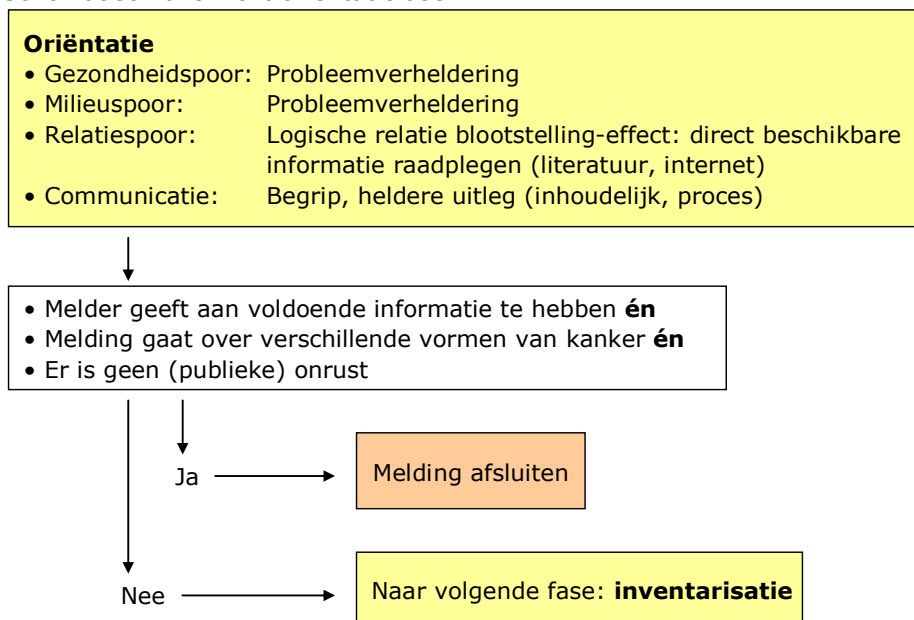 Oriëntatie
• Gezondheidspoor: Probleemverheldering
• Milieuspoor: Probleemverheldering
• Relatiespoor: Logische relatie blootstelling-effect: direct beschikbare
informatie raadplegen (literatuur, internet)
• Communicatie: Begrip, heldere uitleg (inhoudelijk, proces)
• Melder geeft aan voldoende informatie te hebben én
• Melding gaat over verschillende vormen van kanker én
• Er is geen (publieke) onrust
Ja
Melding afsluiten
Nee
Naar volgende fase: inventarisatie